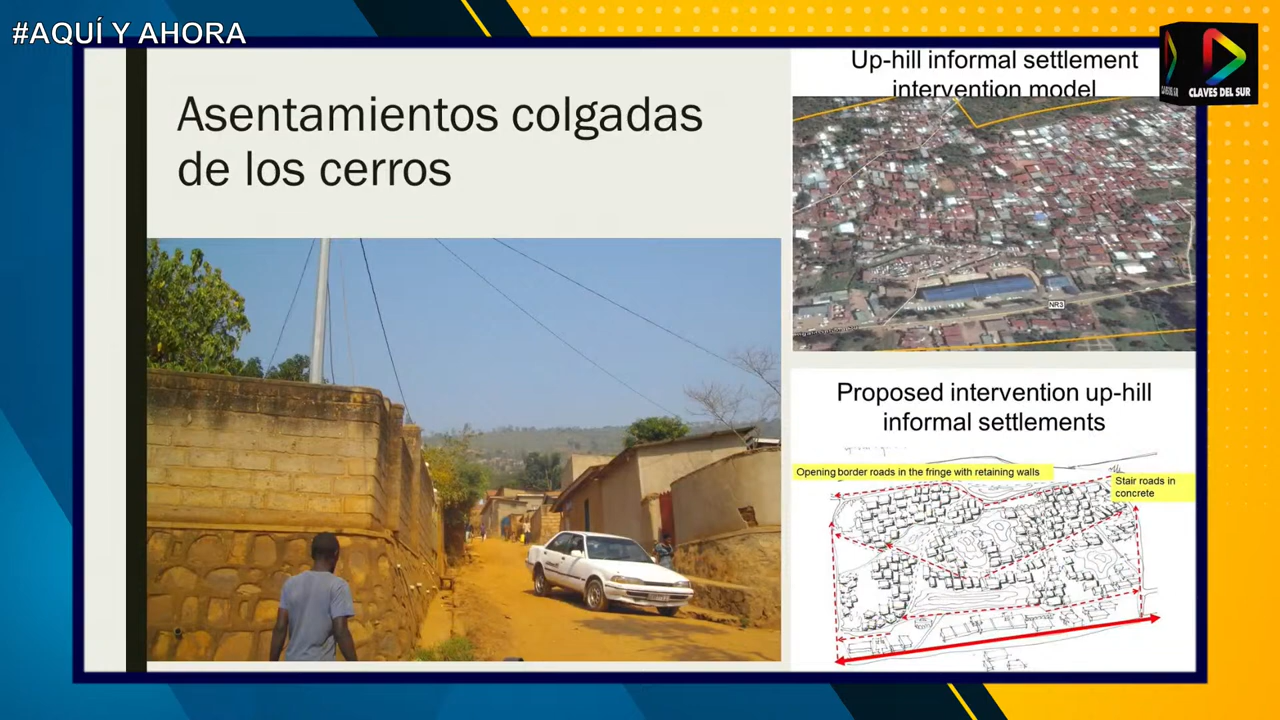 #AQUÍ Y AHORA
CLAVES DEL SUR
Asentamientos colgadas
de los cerros
Up-hill informal settlement
intervention model
NR3
Proposed intervention up-hill
informal settlements
Opening border roads in the fringe with retaining walls
Stair roads in
concrete